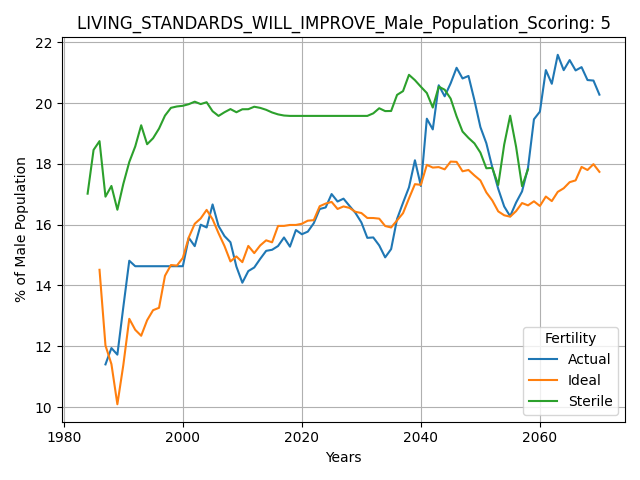 LIVING_STANDARDS_WILL_IMPROVE_Male_Population_Scoring: 5
% of Male Population
22
20
18
16
14
12
10
1980
2000
2020
2040
2060
Years
Fertility
Actual
Ideal
Sterile